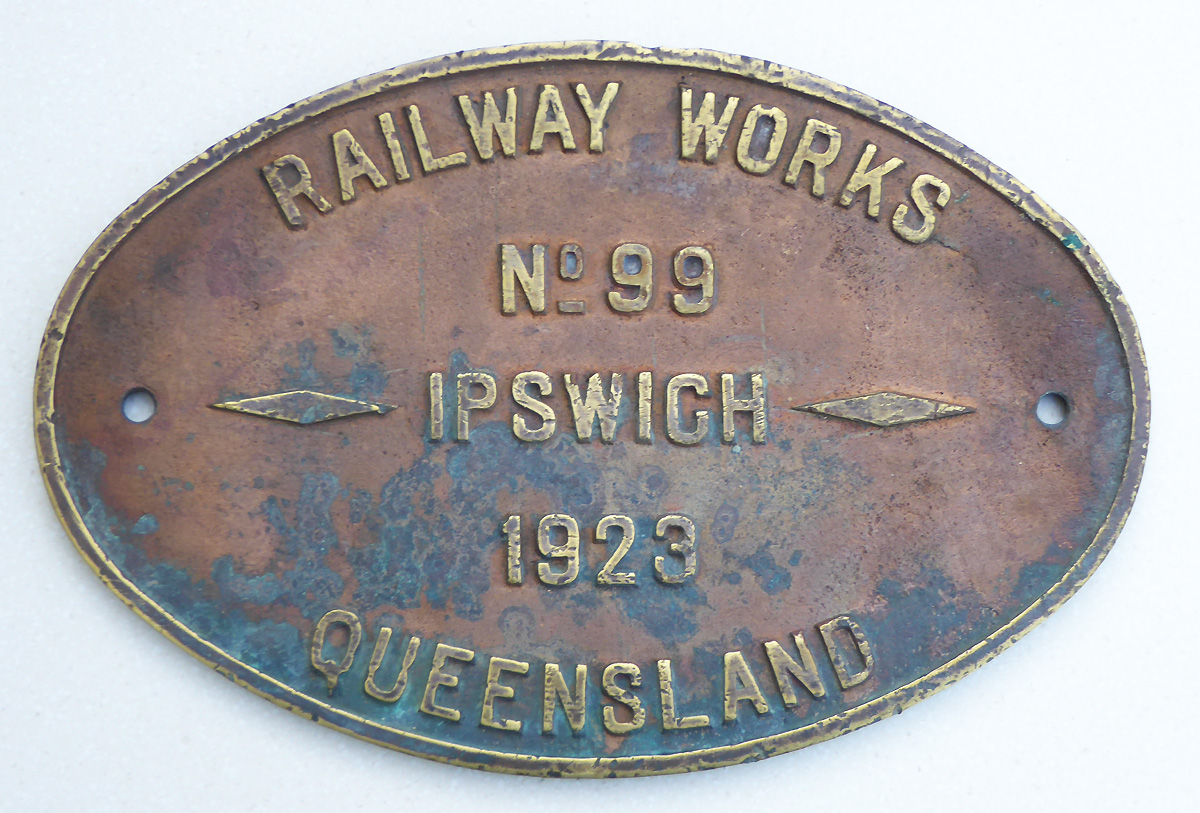 RAILWAY WORKS
Nº 99
IPSWICH
1923
QUEENSLAND